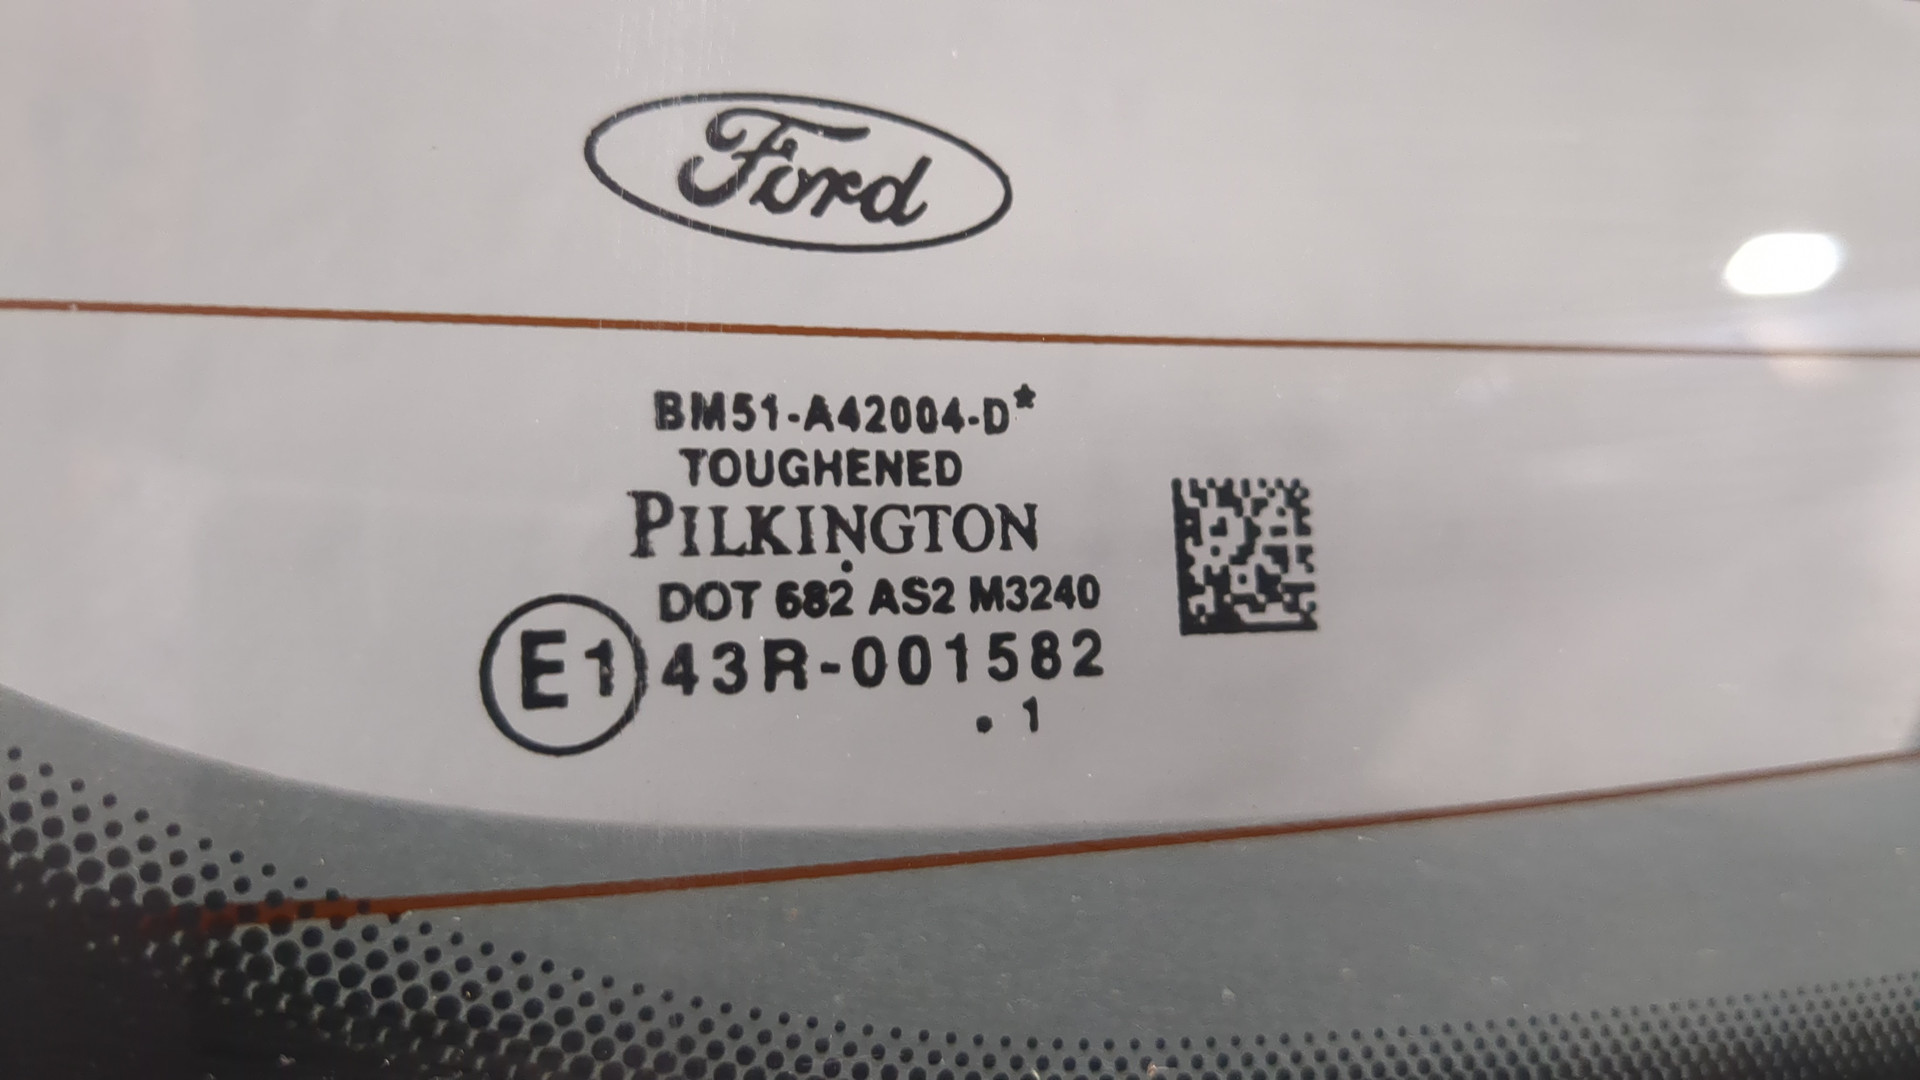 Ford
BM51-A42004-D*
TOUGHENED
PILKINGTON
DOT 682 AS2 M3240
E1 43R-001582
. 1